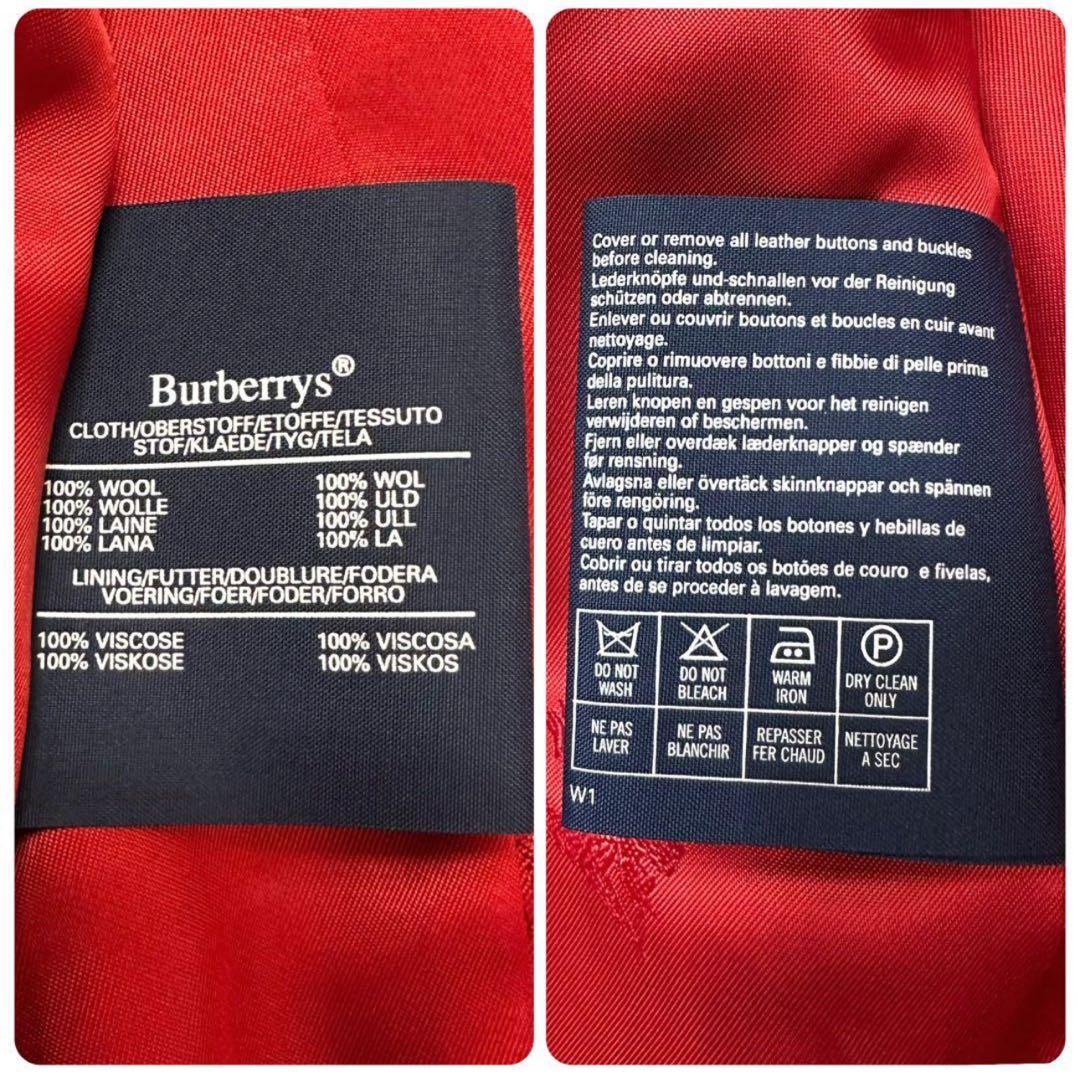 Burberrys®
CLOTH/OBERSTOFF/ETOFFE/TESSUTO
STOF/KLAEDE/TYG/TELA
100% WOOL 100% WOL
100% WOLLE 100% ULD
100% LAINE 100% ULL
100% LANA 100% LA
LINING/FUTTER/DOUBLURE/FODERA
VOERING/FOER/FODER/FORRO
100% VISCOSE 100% VISCOSA
100% VISKOSE 100% VISKOS
Cover or remove all leather buttons and buckles
before cleaning.
Lederknöpfe und-schnallen vor der Reinigung
schützen oder abtrennen.
Enlever ou couvrir boutons et boucles en cuir avant
nettoyage.
Coprire o rimuovere bottoni e fibbie di pelle prima
della pulitura.
Leren knopen en gespen voor het reinigen
verwijderen of beschermen.
Fjern eller overdæk læderknapper og spænder
før rensning.
Avlagsna eller övertäck skinnknappar och spännen
före rengöring.
Tapar o quintar todos los botones y hebillas de
cuero antes de limpiar.
Cobrir ou tirar todos os botões de couro e fivelas,
antes de se proceder à lavagem.
P
DO NOT WASH
DO NOT BLEACH
WARM IRON
DRY CLEAN ONLY
NE PAS LAVER
NE PAS BLANCHIR
REPASSER FER CHAUD
NETTOYAGE A SEC
W1